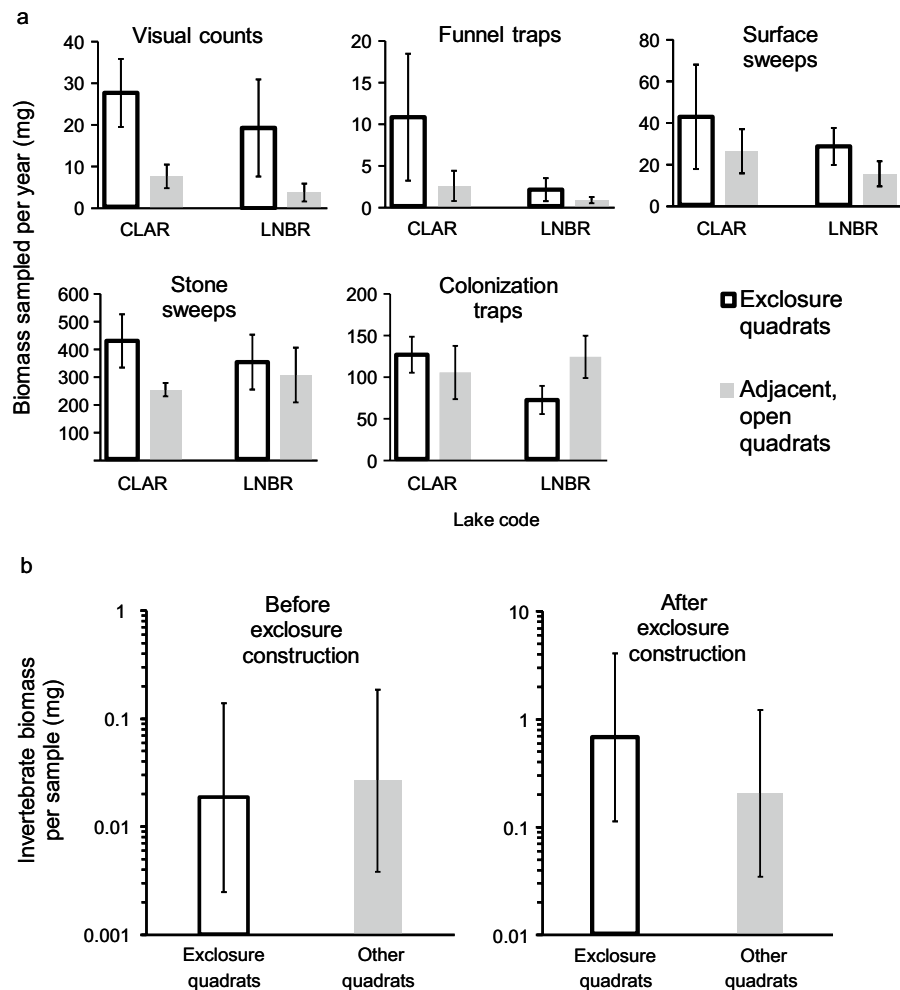 a
Visual counts
Funnel traps
Surface
sweeps
Biomass sampled per year (mg)
40
30
20
10
0
CLAR
LNBR
20
15
10
5
0
CLAR
LNBR
80
60
40
20
0
CLAR
LNBR
Stone
sweeps
600
500
400
300
200
100
CLAR
LNBR
Colonization
traps
200
150
100
50
0
CLAR
LNBR
Lake code
Exclosure
quadrats
Adjacent,
open
quadrats
b
Before
exclosure
construction
Invertebrate biomass
per sample (mg)
1
0.1
0.01
0.001
Exclosure
quadrats
Other
quadrats
After
exclosure
construction
10
1
0.1
0.01
Exclosure
quadrats
Other
quadrats